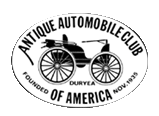 ANTIQUE AUTOMOBILE CLUB
DURYEA
FOUNDED NOV. 1935
OF AMERICA